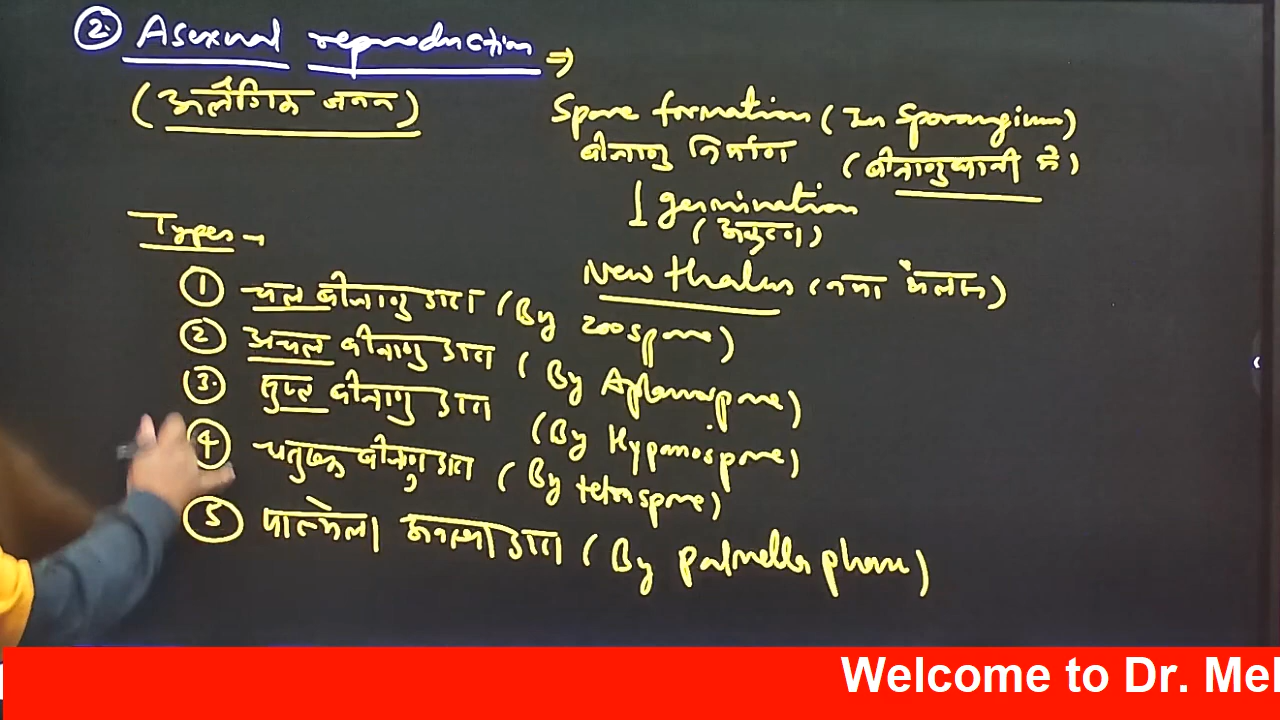 ② Asexual reproduction ⇒
(अलैंगिक जनन)
Spore formation (In Sporangium)
बीजाणु निर्माण (बीजाणुधानी में)
↓ germination
(अंकुरण)
New thallus (नया थैलस)
Types →
① चल बीजाणु द्वारा (By zoospore)
② अचल बीजाणु द्वारा (By Aplanospore)
③ सुप्त बीजाणु द्वारा (By Hypnospore)
④ चतुष्क बीजाणु द्वारा (By tetraspore)
⑤ पाल्मेला अवस्था द्वारा (By palmella phase)
Welcome to Dr. Mel